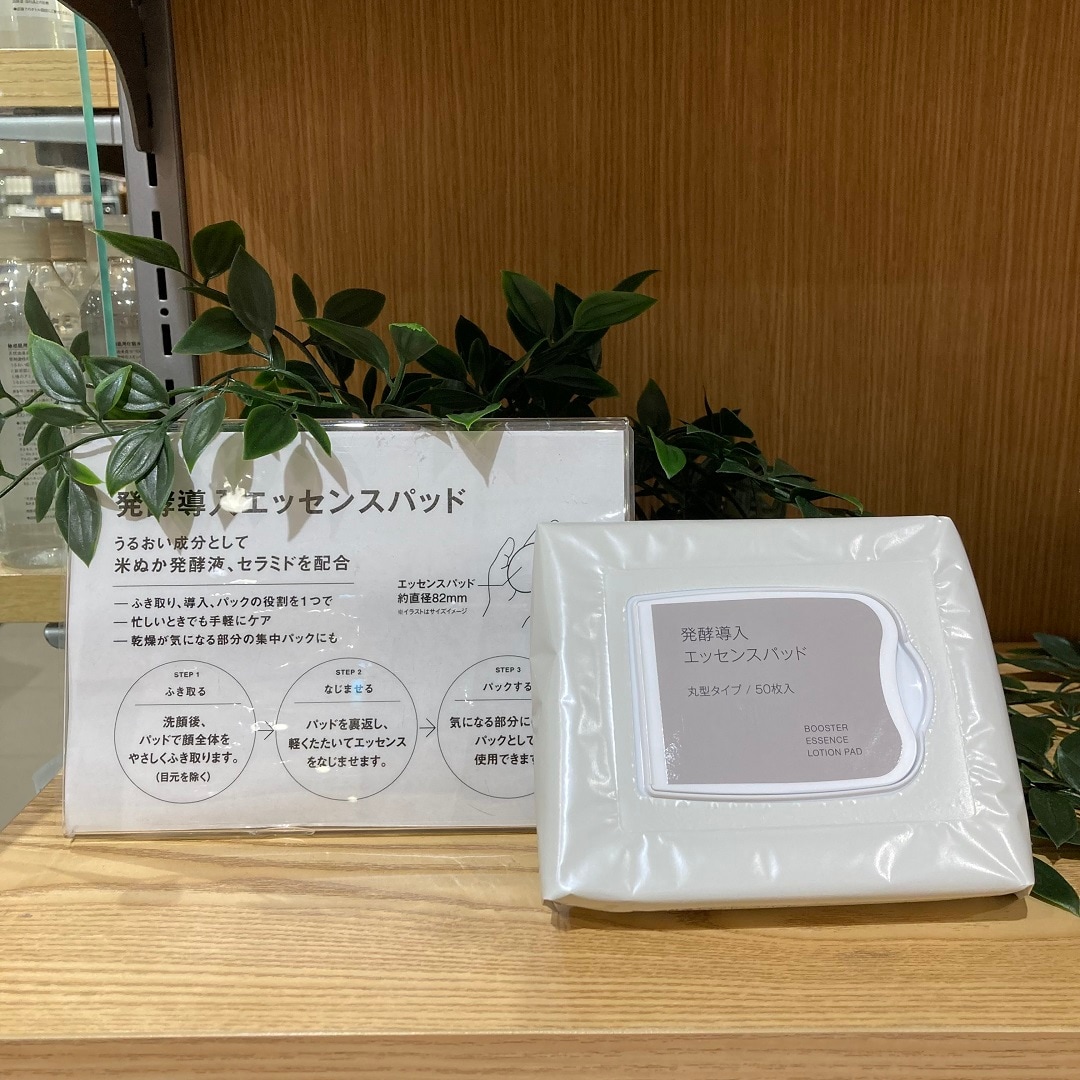 発酵導入エッセンスパッド
うるおい成分として
米ぬか発酵液、セラミドを配合
― ふき取り、導入、パックの役割を1つで
― 忙しいときでも手軽にケア
― 乾燥が気になる部分の集中パックにも
エッセンスパッド
約直径82mm
※イラストはサイズイメージ
STEP 1
ふき取る
洗顔後、
パッドで顔全体を
やさしくふき取ります。
(目元を除く)
STEP 2
なじませる
パッドを裏返し、
軽くたたいてエッセンス
をなじませます。
STEP 3
パックする
気になる部分に
パックとして
使用できます
発酵導入
エッセンスパッド
丸型タイプ / 50枚入
BOOSTER
ESSENCE
LOTION PAD